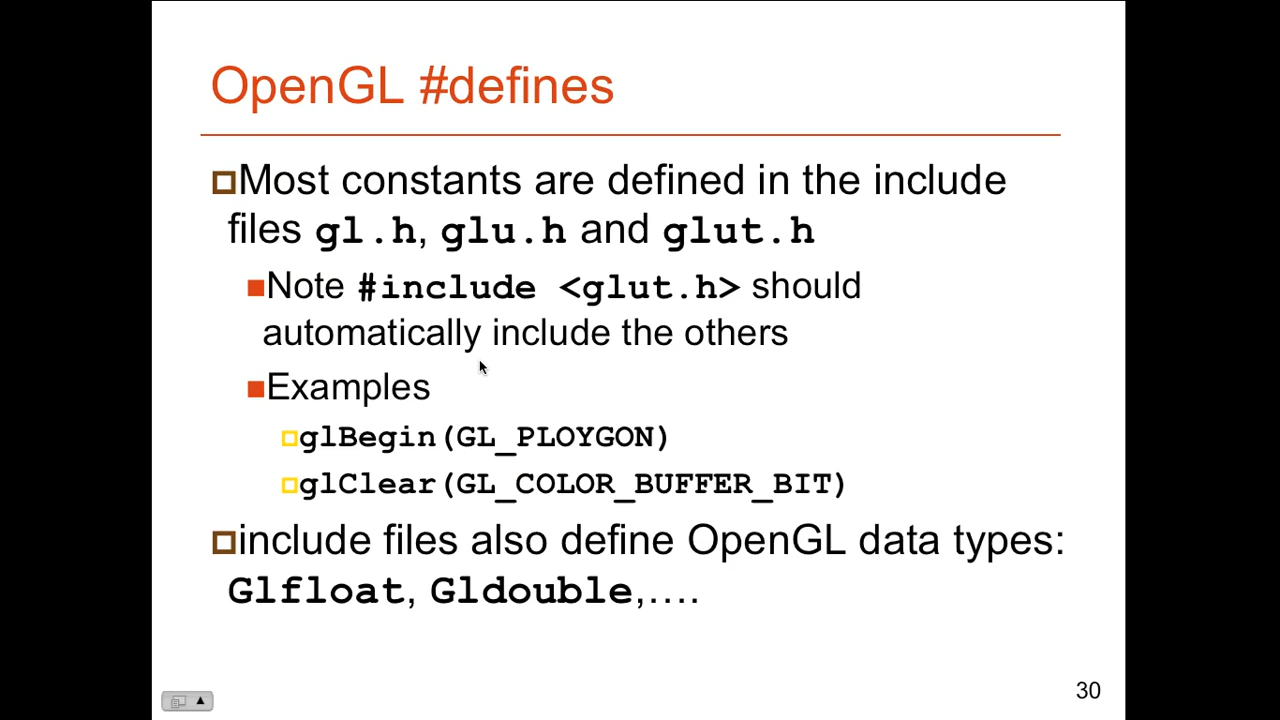 OpenGL #defines
Most constants are defined in the include
files gl.h, glu.h and glut.h
Note #include <glut.h> should
automatically include the others
Examples
glBegin(GL_PLOYGON)
glClear(GL_COLOR_BUFFER_BIT)
include files also define OpenGL data types:
Glfloat, Gldouble,....
30